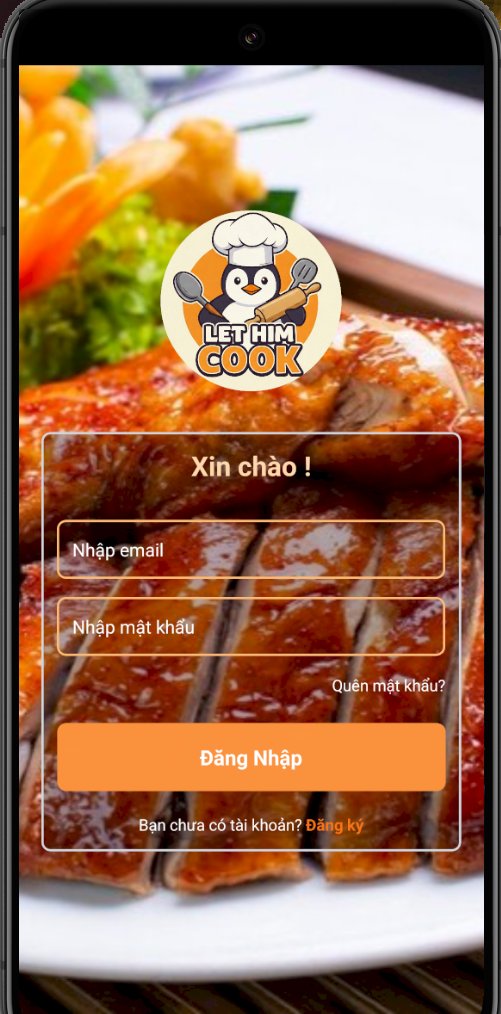 LET HIM
COOK
Xin chào !
Nhập email
Nhập mật khẩu
Quên mật khẩu?
Đăng Nhập
Bạn chưa có tài khoản? Đăng ký